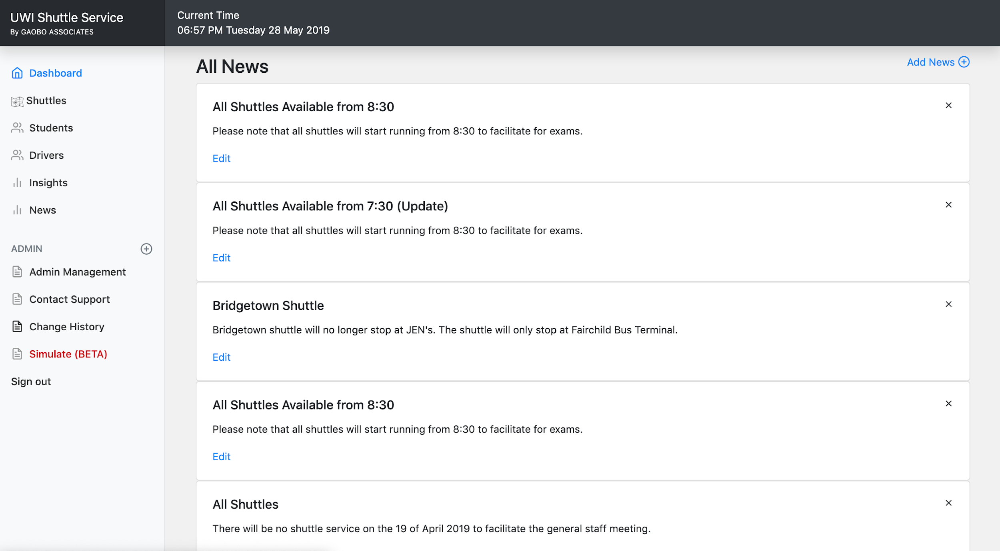 UWI Shuttle Service
By GAOBO ASSOCIATES
Current Time
06:57 PM Tuesday 28 May 2019
Dashboard
Shuttles
Students
Drivers
Insights
News
ADMIN
Admin Management
Contact Support
Change History
Simulate (BETA)
Sign out
All News
Add News
All Shuttles Available from 8:30
Please note that all shuttles will start running from 8:30 to facilitate for exams.
Edit
All Shuttles Available from 7:30 (Update)
Please note that all shuttles will start running from 8:30 to facilitate for exams.
Edit
Bridgetown Shuttle
Bridgetown shuttle will no longer stop at JEN's. The shuttle will only stop at Fairchild Bus Terminal.
Edit
All Shuttles Available from 8:30
Please note that all shuttles will start running from 8:30 to facilitate for exams.
Edit
All Shuttles
There will be no shuttle service on the 19 of April 2019 to facilitate the general staff meeting.